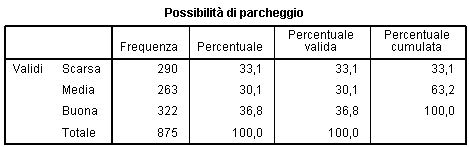 Possibilità di parcheggio
Frequenza Percentuale Percentuale valida Percentuale cumulata
Validi Scarsa 290 33,1 33,1 33,1
Media 263 30,1 30,1 63,2
Buona 322 36,8 36,8 100,0
Totale 875 100,0 100,0